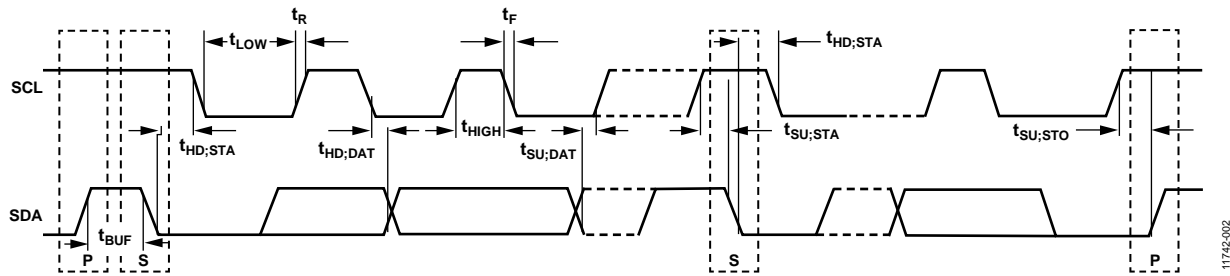 tR
tF
tLOW
tHD;STA
SCL
tHD;STA
tHD;DAT
tHIGH
tSU;DAT
tSU;STA
tSU;STO
SDA
tBUF
P
S
S
P
11742-002